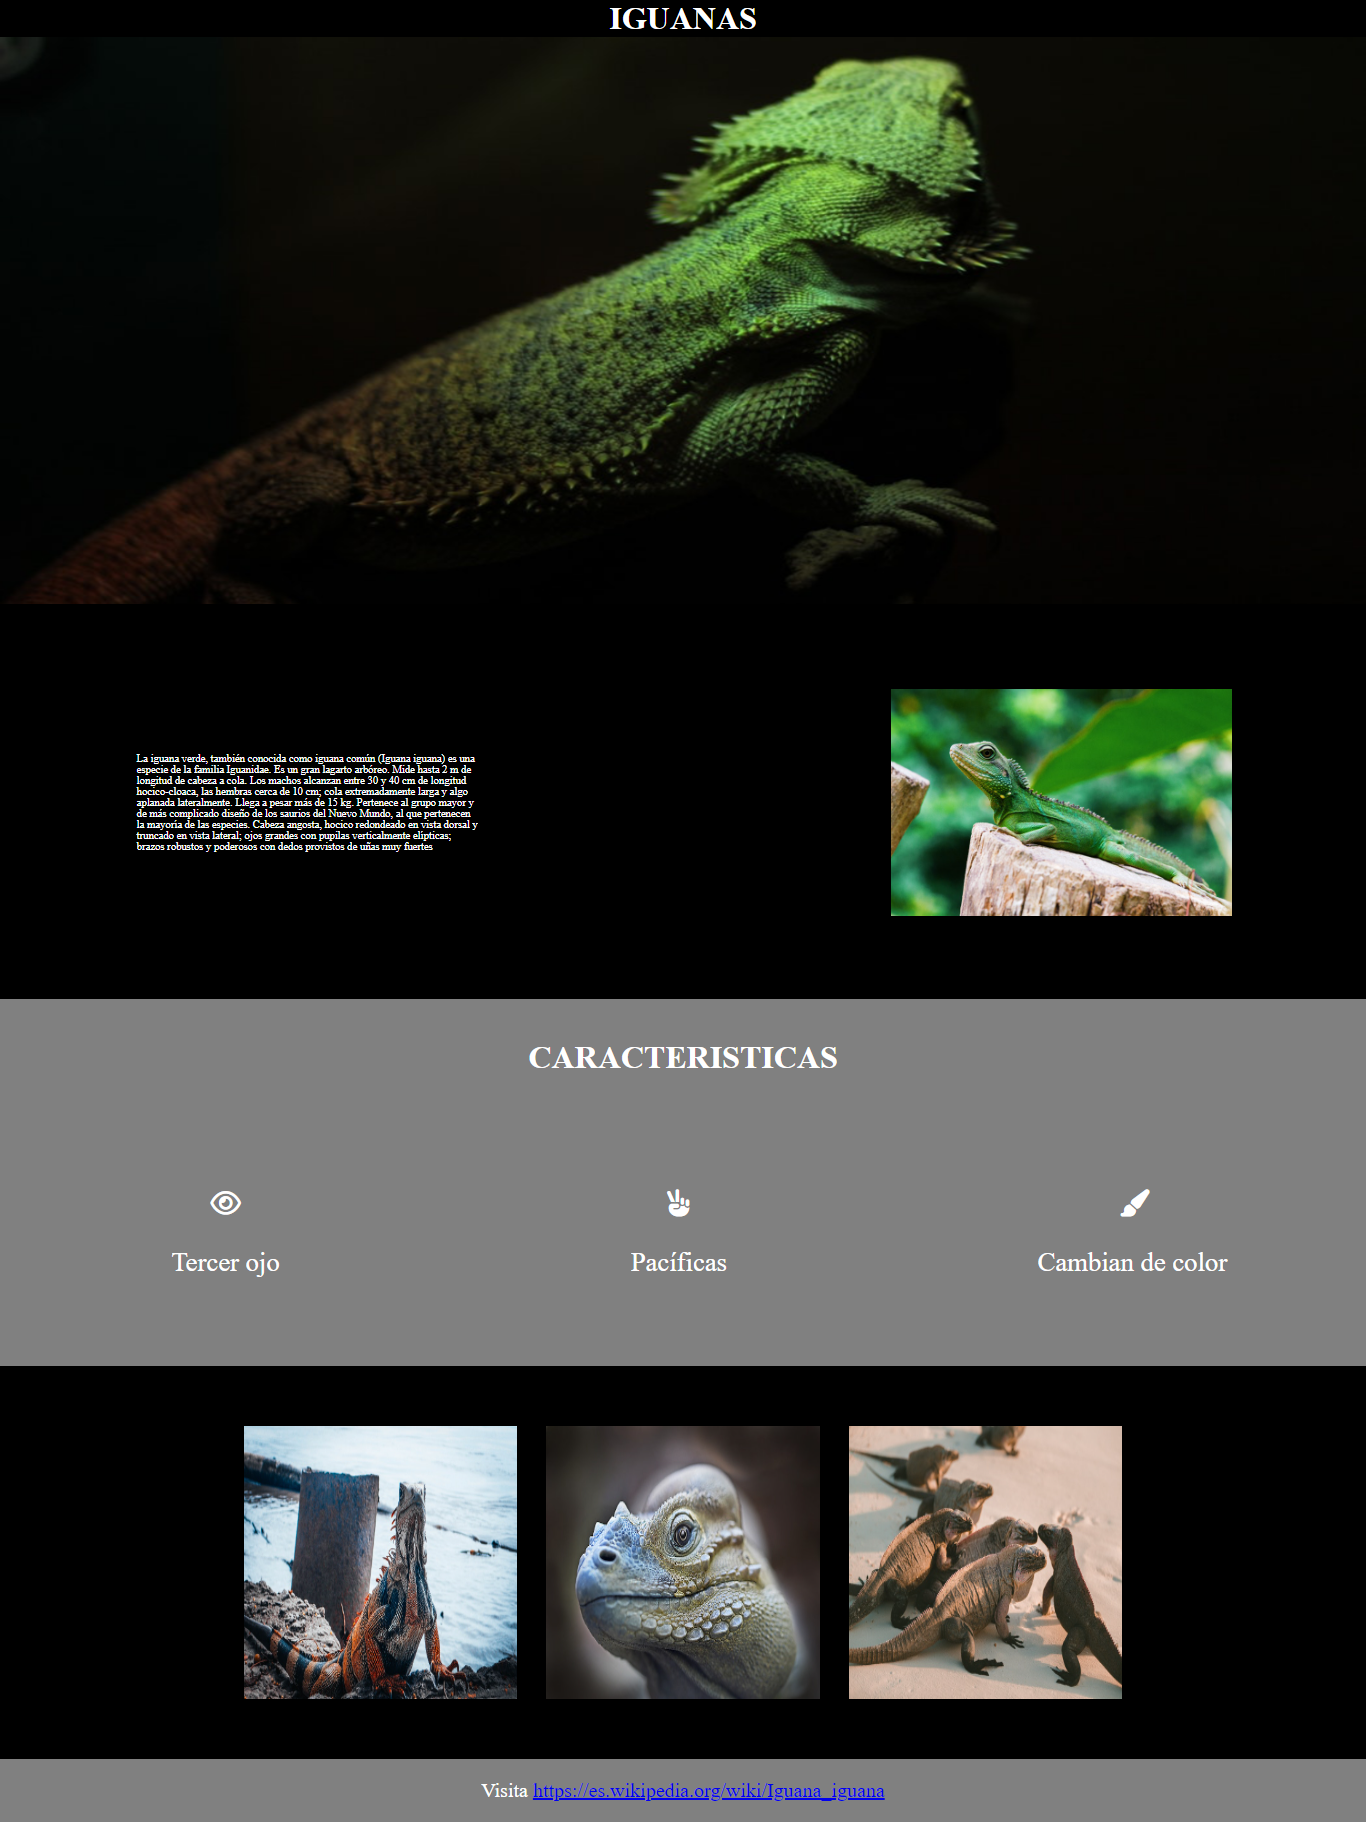 IGUANAS
La iguana verde, también conocida como iguana común (Iguana iguana) es una
especie de la familia Iguanidae. Es un gran lagarto arbóreo. Mide hasta 2 m de
longitud de cabeza a cola. Los machos alcanzan entre 30 y 40 cm de longitud
hocico-cloaca, las hembras cerca de 10 cm; cola extremadamente larga y algo
aplanada lateralmente. Llega a pesar más de 15 kg. Pertenece al grupo mayor y
de más complicado diseño de los saurios del Nuevo Mundo, al que pertenecen
la mayoría de las especies. Cabeza angosta, hocico redondeado en vista dorsal y
truncado en vista lateral; ojos grandes con pupilas verticalmente elípticas;
brazos robustos y poderosos con dedos provistos de uñas muy fuertes
CARACTERISTICAS
Tercer ojo
Pacíficas
Cambian de color
Visita https://es.wikipedia.org/wiki/Iguana_iguana